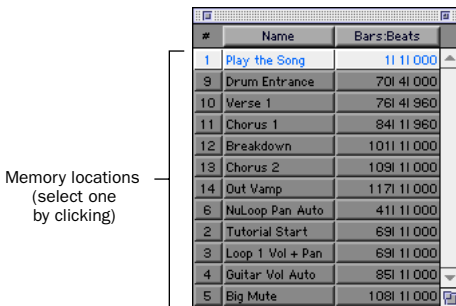 # Name Bars:Beats
1 Play the Song 1| 1| 000
9 Drum Entrance 70| 4| 000
10 Verse 1 76| 4| 960
11 Chorus 1 84| 1| 960
12 Breakdown 101| 1| 000
13 Chorus 2 109| 1| 000
14 Out Vamp 117| 1| 000
6 NuLoop Pan Auto 41| 1| 000
2 Tutorial Start 69| 1| 000
3 Loop 1 Vol + Pan 69| 1| 000
4 Guitar Vol Auto 85| 1| 000
5 Big Mute 108| 1| 000
Memory locations
(select one
by clicking)